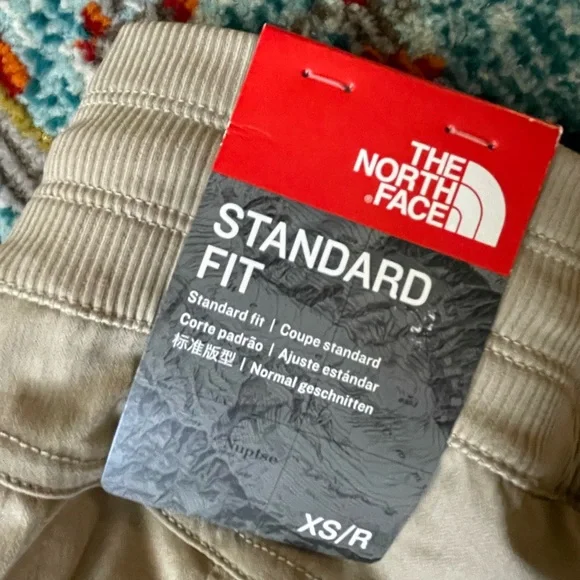 THE
NORTH
FACE
STANDARD
FIT
Standard fit | Coupe standard
Corte padrão | Ajuste estándar
标准版型 | Normal geschnitten
Nuptse
XS/R